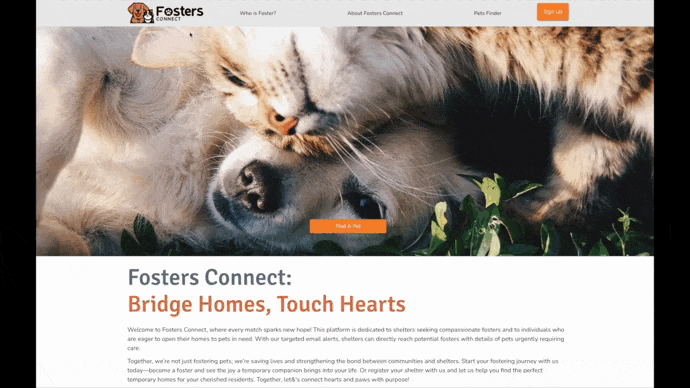 Fosters
CONNECT
Who is Foster?
About Fosters Connect
Pets Finder
Sign Up
Find A Pet
Fosters Connect:
Bridge Homes, Touch Hearts
Welcome to Fosters Connect, where every match sparks new hope! This platform is dedicated to shelters seeking compassionate fosters and to individuals who
are eager to open their homes to pets in need. With our targeted email alerts, shelters can directly reach potential fosters with details of pets urgently requiring
care.
Together, we're not just fostering pets; we're saving lives and strengthening the bond between communities and shelters. Start your fostering journey with us
today—become a foster and see the joy a temporary companion brings into your life. Or register your shelter with us and let us help you find the perfect
temporary homes for your cherished residents. Together, let&'s connect hearts and paws with purpose!